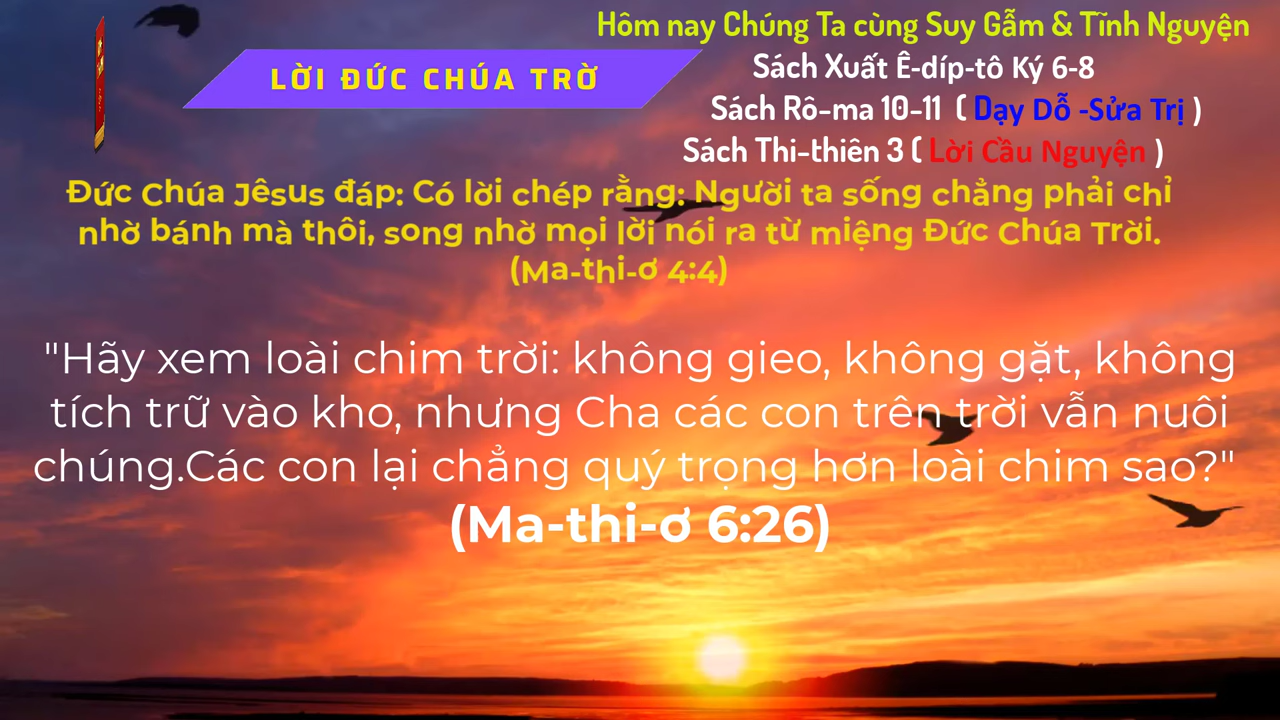 Hôm nay Chúng Ta cùng Suy Gẫm & Tĩnh Nguyện
LỜI ĐỨC CHÚA TRỜ
Sách Xuất Ê-díp-tô Ký 6-8
Sách Rô-ma 10-11 ( Dạy Dỗ -Sửa Trị )
Sách Thi-thiên 3 ( Lời Cầu Nguyện )
Đức Chúa Jêsus đáp: Có lời chép rằng: Người ta sống chẳng phải chỉ
nhờ bánh mà thôi, song nhờ mọi lời nói ra từ miệng Đức Chúa Trời.
(Ma-thi-ơ 4:4)
"Hãy xem loài chim trời: không gieo, không gặt, không
tích trữ vào kho, nhưng Cha các con trên trời vẫn nuôi
chúng.Các con lại chẳng quý trọng hơn loài chim sao?"
(Ma-thi-ơ 6:26)